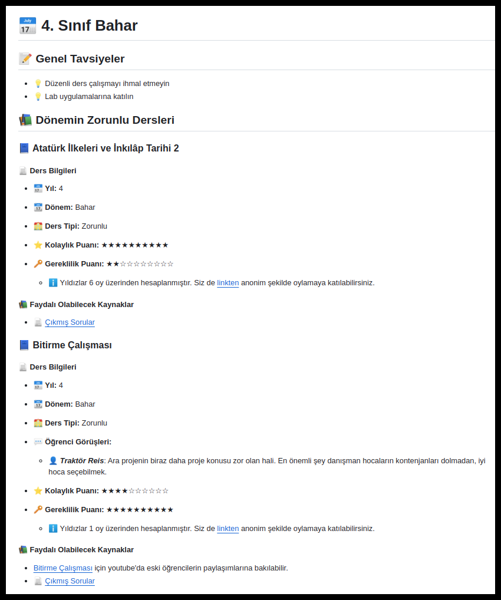 📅 4. Sınıf Bahar
📝 Genel Tavsiyeler
💡 Düzenli ders çalışmayı ihmal etmeyin
💡 Lab uygulamalarına katılın
📚 Dönemin Zorunlu Dersleri
📘 Atatürk İlkeleri ve İnkılâp Tarihi 2
Ders Bilgileri
📅 Yıl: 4
📆 Dönem: Bahar
Ders Tipi: Zorunlu
⭐ Kolaylık Puanı: ★★★★★★★★★★
🔑 Gereklilik Puanı: ★★☆☆☆☆☆☆☆☆
ℹ️ Yıldızlar 6 oy üzerinden hesaplanmıştır. Siz de linkten anonim şekilde oylamaya katılabilirsiniz.
📚 Faydalı Olabilecek Kaynaklar
Çıkmış Sorular
📘 Bitirme Çalışması
Ders Bilgileri
📅 Yıl: 4
📆 Dönem: Bahar
Ders Tipi: Zorunlu
Öğrenci Görüşleri:
👤 Traktör Reis: Ara projenin biraz daha proje konusu zor olan hali. En önemli şey danışman hocaların kontenjanları dolmadan, iyi
hoca seçebilmek.
⭐ Kolaylık Puanı: ★★★★☆☆☆☆☆☆
🔑 Gereklilik Puanı: ★★★★★★★★★★
ℹ️ Yıldızlar 1 oy üzerinden hesaplanmıştır. Siz de linkten anonim şekilde oylamaya katılabilirsiniz.
📚 Faydalı Olabilecek Kaynaklar
Bitirme Çalışması için youtube'da eski öğrencilerin paylaşımlarına bakılabilir.
Çıkmış Sorular